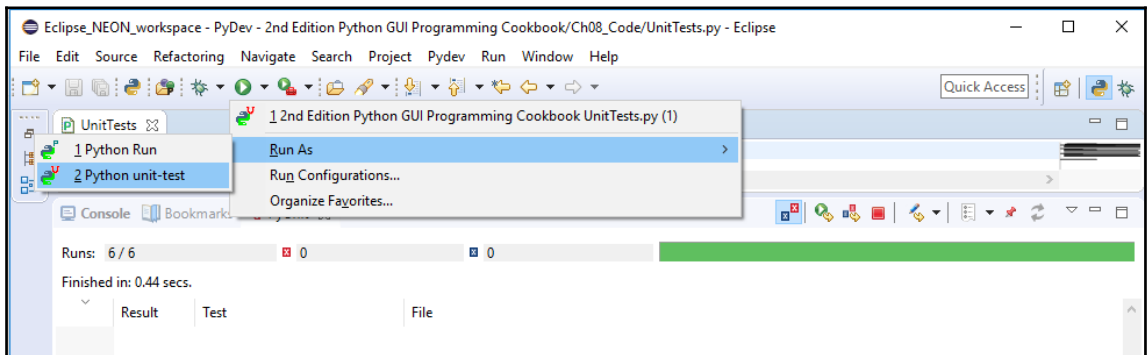 Eclipse_NEON_workspace - PyDev - 2nd Edition Python GUI Programming Cookbook/Ch08_Code/UnitTests.py - Eclipse
File Edit Source Refactoring Navigate Search Project Pydev Run Window Help
Quick Access
UnitTests
1 2nd Edition Python GUI Programming Cookbook UnitTests.py (1)
1 Python Run
Run As
2 Python unit-test
Run Configurations...
Organize Favorites...
Console Bookmarks
Runs: 6 / 6 0 0
Finished in: 0.44 secs.
Result Test File